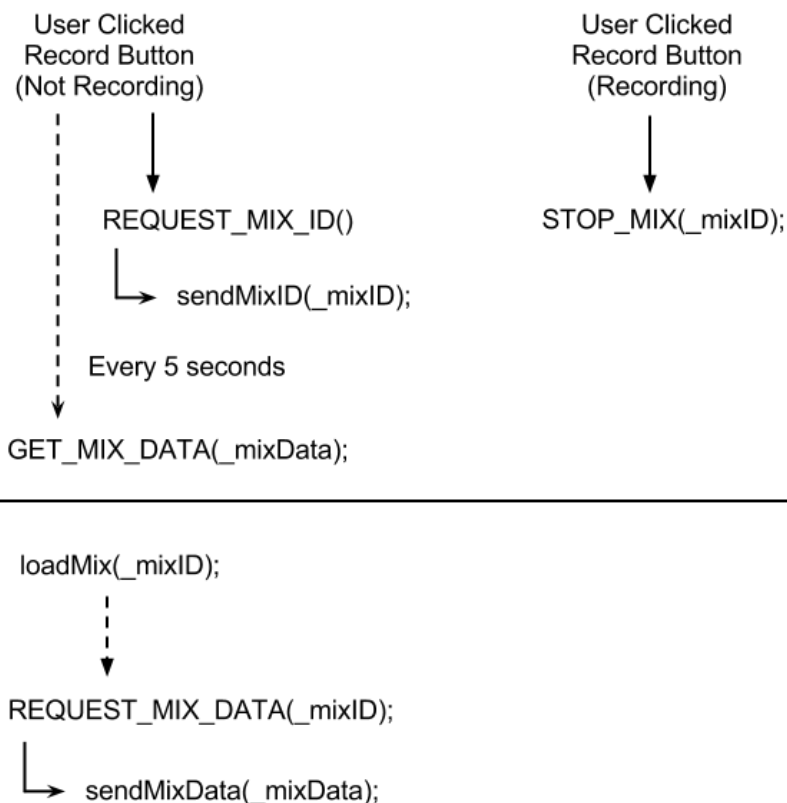 User Clicked
Record Button
(Not Recording)
User Clicked
Record Button
(Recording)
REQUEST_MIX_ID()
STOP_MIX(_mixID);
sendMixID(_mixID);
Every 5 seconds
GET_MIX_DATA(_mixData);
loadMix(_mixID);
REQUEST_MIX_DATA(_mixID);
sendMixData(_mixData);